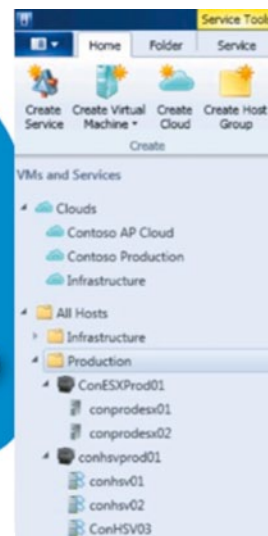 Service Tools
Home Folder Service
Create Service
Create Virtual Machine
Create Cloud
Create Host Group
Create
VMs and Services
Clouds
Contoso AP Cloud
Contoso Production
Infrastructure
All Hosts
Infrastructure
Production
ConESXProd01
conprodesx01
conprodesx02
conhsvprod01
conhsv01
conhsv02
ConHSV03